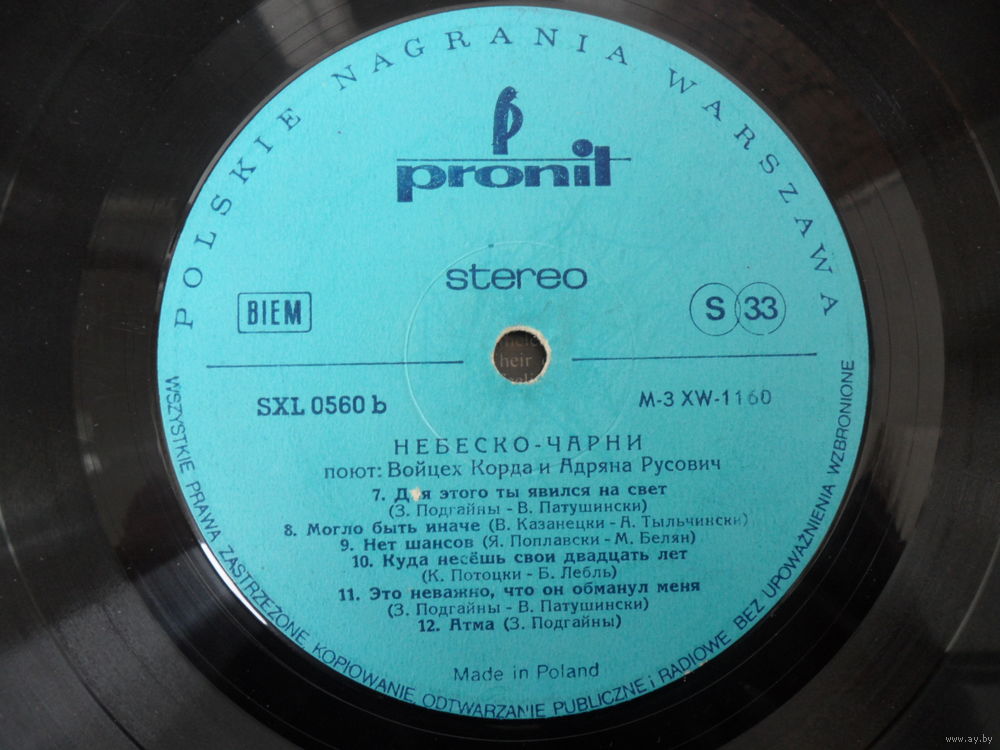 POLSKIE NAGRANIA WARSZAWA
pronit
stereo
BIEM
S 33
SXL 0560 b
M-3 XW-1160
НЕБЕСКО-ЧАРНИ
поют: Войцех Корда и Адряна Русович
7. Для этого ты явился на свет
(З. Подгайны - В. Патушински)
8. Могло быть иначе (В. Казанецки - А. Тыльчински)
9. Нет шансов (Я. Поплавски - М. Белян)
10. Куда несёшь свои двадцать лет
(К. Потоцки - Б. Лебль)
11. Это неважно, что он обманул меня
(З. Подгайны - В. Патушински)
12. Атма (З. Подгайны)
Made in Poland
WSZYSTKIE PRAWA ZASTRZEŻONE, KOPIOWANIE, ODTWARZANIE PUBLICZNE i RADIOWE BEZ UPOWAŻNIENIA WZBRONIONE
www.ay.by